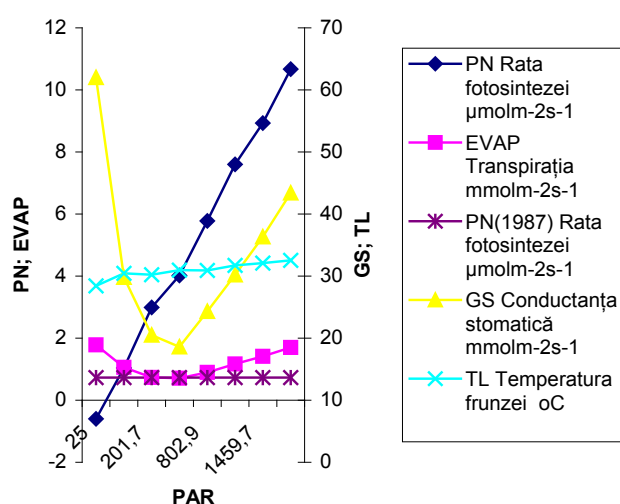 12
10
8
6
4
2
0
-2
PN; EVAP
70
60
50
40
30
20
10
0
GS; TL
25
201,7
802,9
1459,7
PAR
PN Rata
fotosintezei
µmolm-2s-1
EVAP
Transpirația
mmolm-2s-1
PN(1987) Rata
fotosintezei
µmolm-2s-1
GS Conductanța
stomatică
mmolm-2s-1
TL Temperatura
frunzei oC